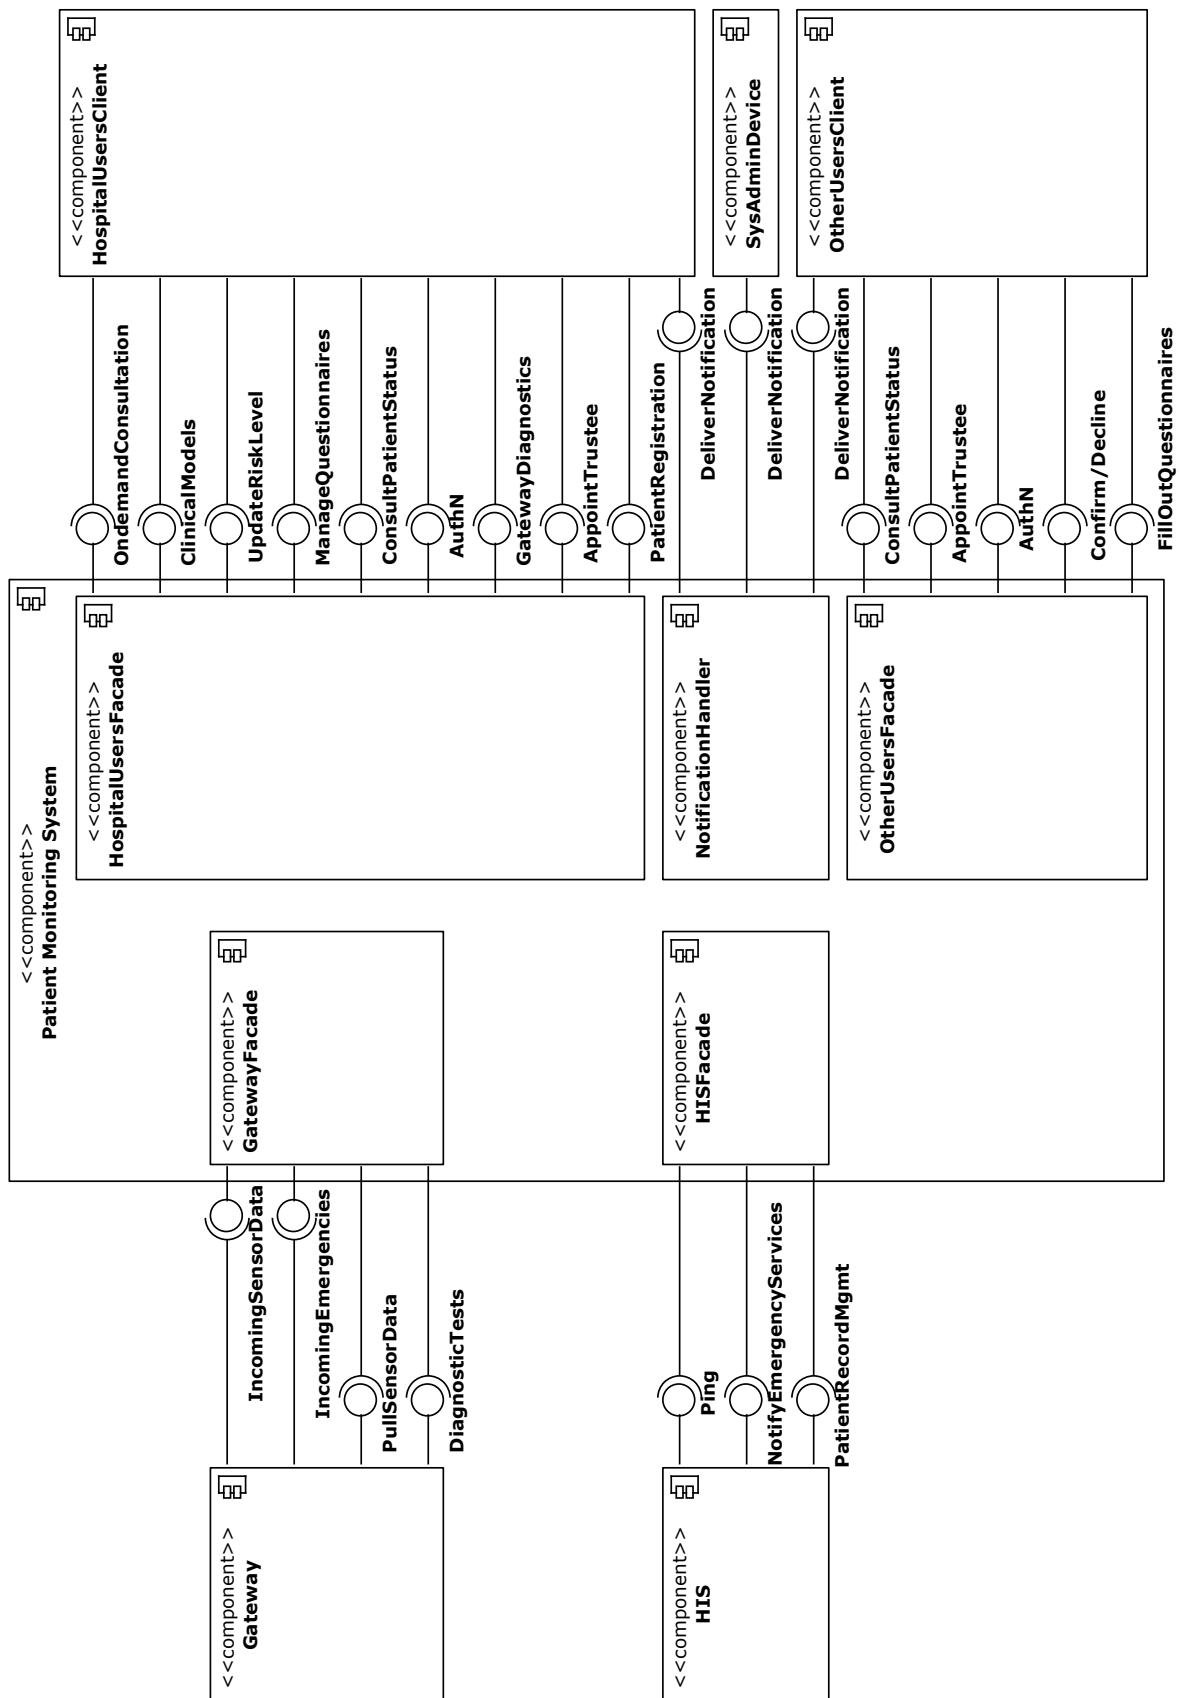 <<component>>
HospitalUsersClient
<<component>>
SysAdminDevice
<<component>>
OtherUsersClient
OndemandConsultation
ClinicalModels
UpdateRiskLevel
ManageQuestionnaires
ConsultPatientStatus
AuthN
GatewayDiagnostics
AppointTrustee
PatientRegistration
DeliverNotification
DeliverNotification
DeliverNotification
ConsultPatientStatus
AppointTrustee
AuthN
Confirm/Decline
FillOutQuestionnaires
<<component>>
Patient Monitoring System
<<component>>
HospitalUsersFacade
<<component>>
NotificationHandler
<<component>>
OtherUsersFacade
<<component>>
GatewayFacade
<<component>>
HISFacade
IncomingSensorData
IncomingEmergencies
PullSensorData
DiagnosticTests
Ping
NotifyEmergencyServices
PatientRecordMgmt
<<component>>
Gateway
<<component>>
HIS